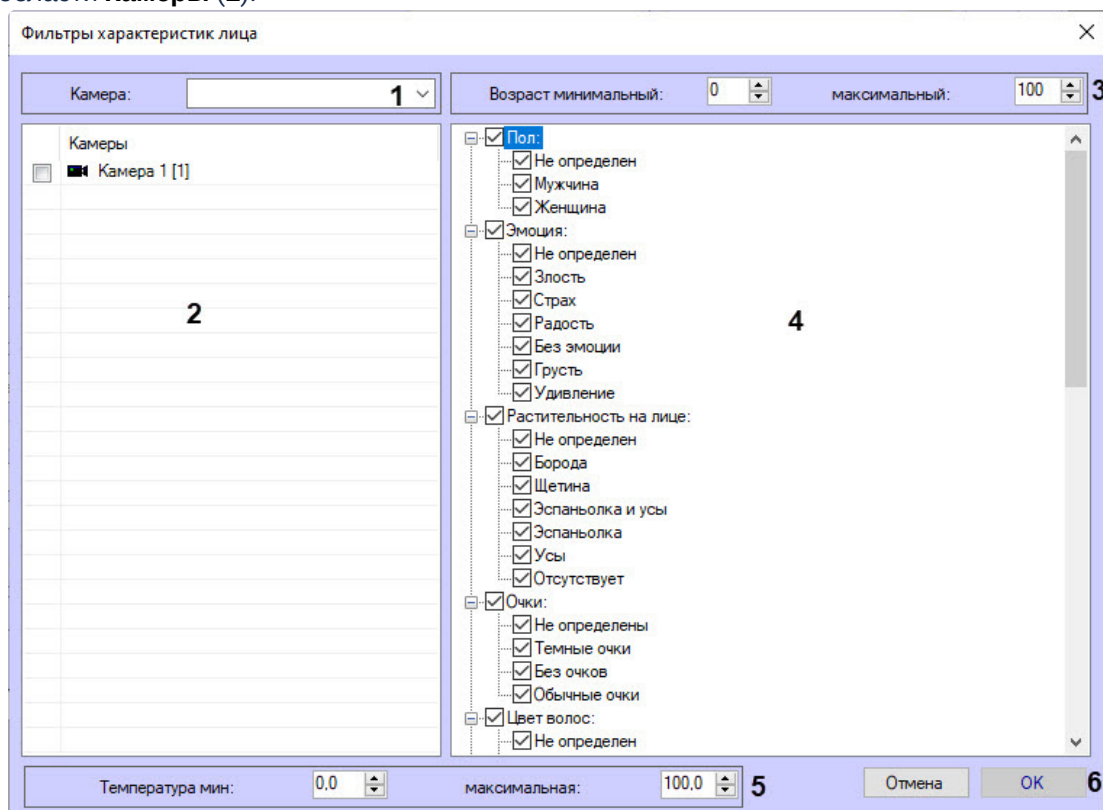 Камеры (2).
Фильтры характеристик лица
Камера: 1
Возраст минимальный: 0 максимальный: 100 3
Камеры
Камера 1 [1]
2
Пол:
Не определен
Мужчина
Женщина
Эмоция:
Не определен
Злость
Страх
Радость
Без эмоции
Грусть
Удивление
4
Растительность на лице:
Не определен
Борода
Щетина
Эспаньолка и усы
Эспаньолка
Усы
Отсутствует
Очки:
Не определены
Темные очки
Без очков
Обычные очки
Цвет волос:
Не определен
Температура мин: 0,0 максимальная: 100,0 5
Отмена OK 6